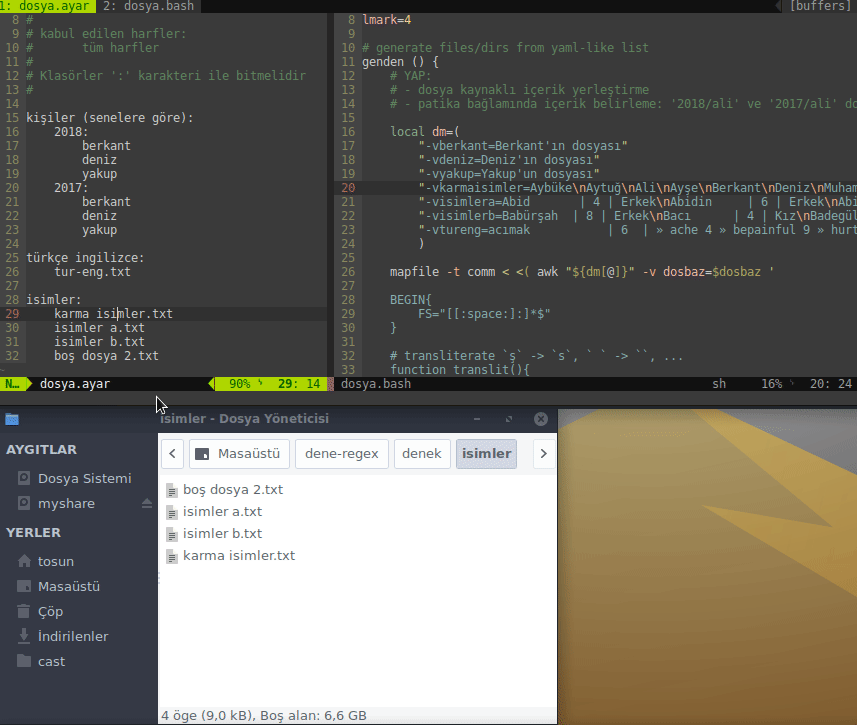 1: dosya.ayar 2: dosya.bash [buffers]
8 #
9 # kabul edilen harfler:
10 # tüm harfler
11 #
12 # Klasörler ':' karakteri ile bitmelidir
13 #
14
15 kişiler (senelere göre):
16 2018:
17 berkant
18 deniz
19 yakup
20 2017:
21 berkant
22 deniz
23 yakup
24
25 türkçe ingilizce:
26 tur-eng.txt
27
28 isimler:
29 karma isimler.txt
30 isimler a.txt
31 isimler b.txt
32 boş dosya 2.txt
~
N… dosya.ayar 90% 29: 14
8 lmark=4
9
10 # generate files/dirs from yaml-like list
11 genden () {
12 # YAP:
13 # - dosya kaynaklı içerik yerleştirme
14 # - patika bağlamında içerik belirleme: '2018/ali' ve '2017/ali' do
15
16 local dm=(
17 "-vberkant=Berkant'ın dosyası"
18 "-vdeniz=Deniz'ın dosyası"
19 "-vyakup=Yakup'un dosyası"
20 "-vkarmaisimler=Aybüke\nAytuğ\nAli\nAyşe\nBerkant\nDeniz\nMuham
21 "-visimlera=Abid | 4 | Erkek\nAbidin | 6 | Erkek\nAbi
22 "-visimlerb=Babürşah | 8 | Erkek\nBacı | 4 | Kız\nBadegül
23 "-vtureng=acımak | 6 | » ache 4 » bepainful 9 » hurt
24 )
25
26 mapfile -t comm < <( awk "${dm[@]}" -v dosbaz=$dosbaz '
27
28 BEGIN{
29 FS="[[:space:]:]*$"
30 }
31
32 # transliterate `ş` -> `s`, ` ` -> ``, ...
33 function translit(){
dosya.bash sh 16% 20: 24
isimler - Dosya Yöneticisi
AYGITLAR
Dosya Sistemi
myshare
YERLER
tosun
Masaüstü
Çöp
İndirilenler
cast
< Masaüstü dene-regex denek isimler >
boş dosya 2.txt
isimler a.txt
isimler b.txt
karma isimler.txt
4 öge (9,0 kB), Boş alan: 6,6 GB